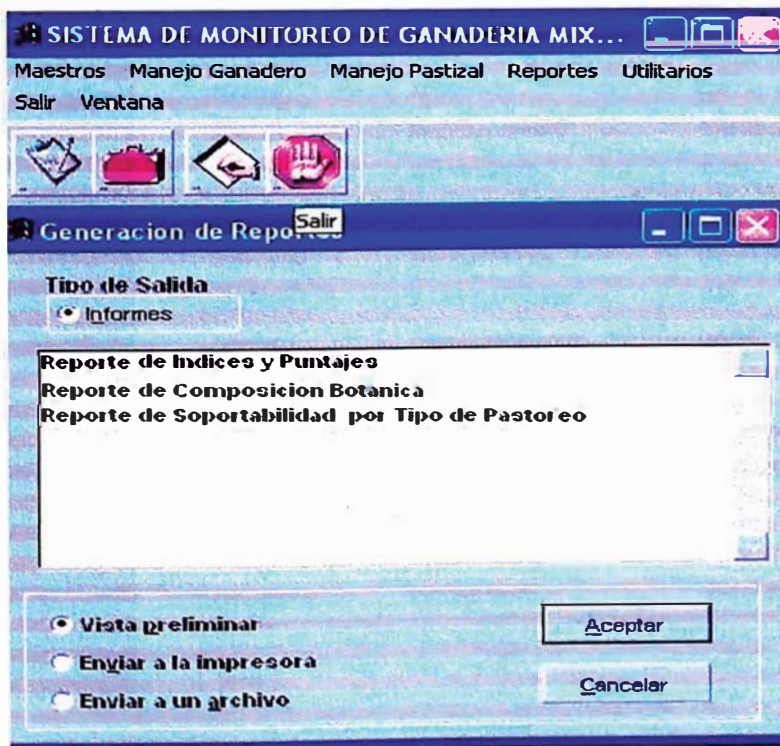 SISTEMA DE MONITOREO DE GANADERIA MIX...
Maestros Manejo Ganadero Manejo Pastizal Reportes Utilitarios
Salir Ventana
Salir
Generacion de Repor
Tipo de Salida
Informes
Reporte de Indices y Puntajes
Reporte de Composicion Botanica
Reporte de Soportabilidad por Tipo de Pastoreo
Vista preliminar
Aceptar
Enviar a la impresora
Cancelar
Enviar a un archivo